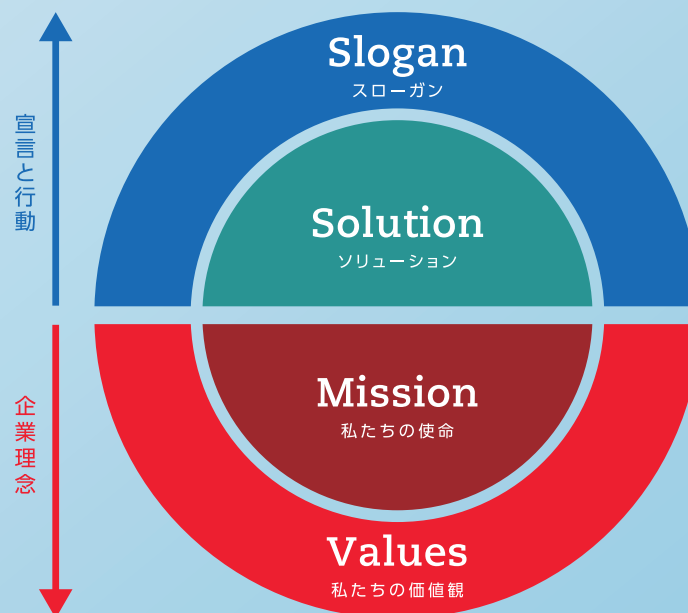 Slogan
スローガン
宣言と行動
Solution
ソリューション
Mission
私たちの使命
企業理念
Values
私たちの価値観